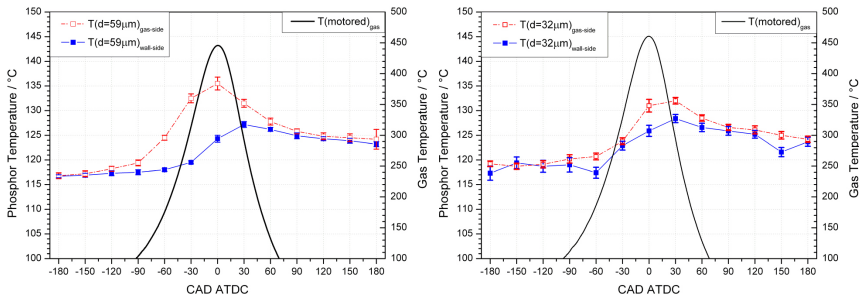 T(d=59μm)gas-side
T(d=59μm)wall-side
T(motored)gas
150
145
140
135
130
125
120
115
110
105
100
Phosphor Temperature / °C
500
450
400
350
300
250
200
150
100
Gas Temperature / °C
-180 -150 -120 -90 -60 -30 0 30 60 90 120 150 180
CAD ATDC
T(d=32μm)gas-side
T(d=32μm)wall-side
T(motored)gas
150
145
140
135
130
125
120
115
110
105
100
Phosphor Temperature / °C
500
450
400
350
300
250
200
150
100
Gas Temperature / °C
-180 -150 -120 -90 -60 -30 0 30 60 90 120 150 180
CAD ATDC